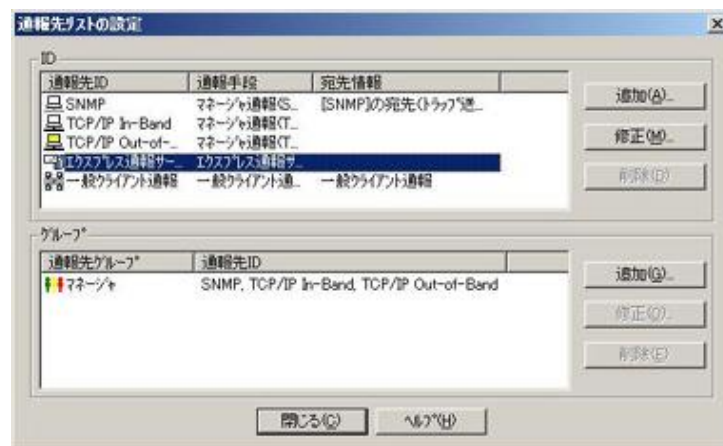 通報先リストの設定
ID
通報先ID 通報手段 宛先情報
SNMP マネージャ通報(S... [SNMP]の宛先(トラップ送...
TCP/IP In-Band マネージャ通報(T...
TCP/IP Out-of-... マネージャ通報(T...
エクスプレス通報サー... エクスプレス通報サ...
一般クライアント通報 一般クライアント通... 一般クライアント通報
追加(A)...
修正(M)...
削除(D)
グループ
通報先グループ 通報先ID
マネージャ SNMP, TCP/IP In-Band, TCP/IP Out-of-Band
追加(G)...
修正(O)...
削除(E)
閉じる(C) ヘルプ(H)